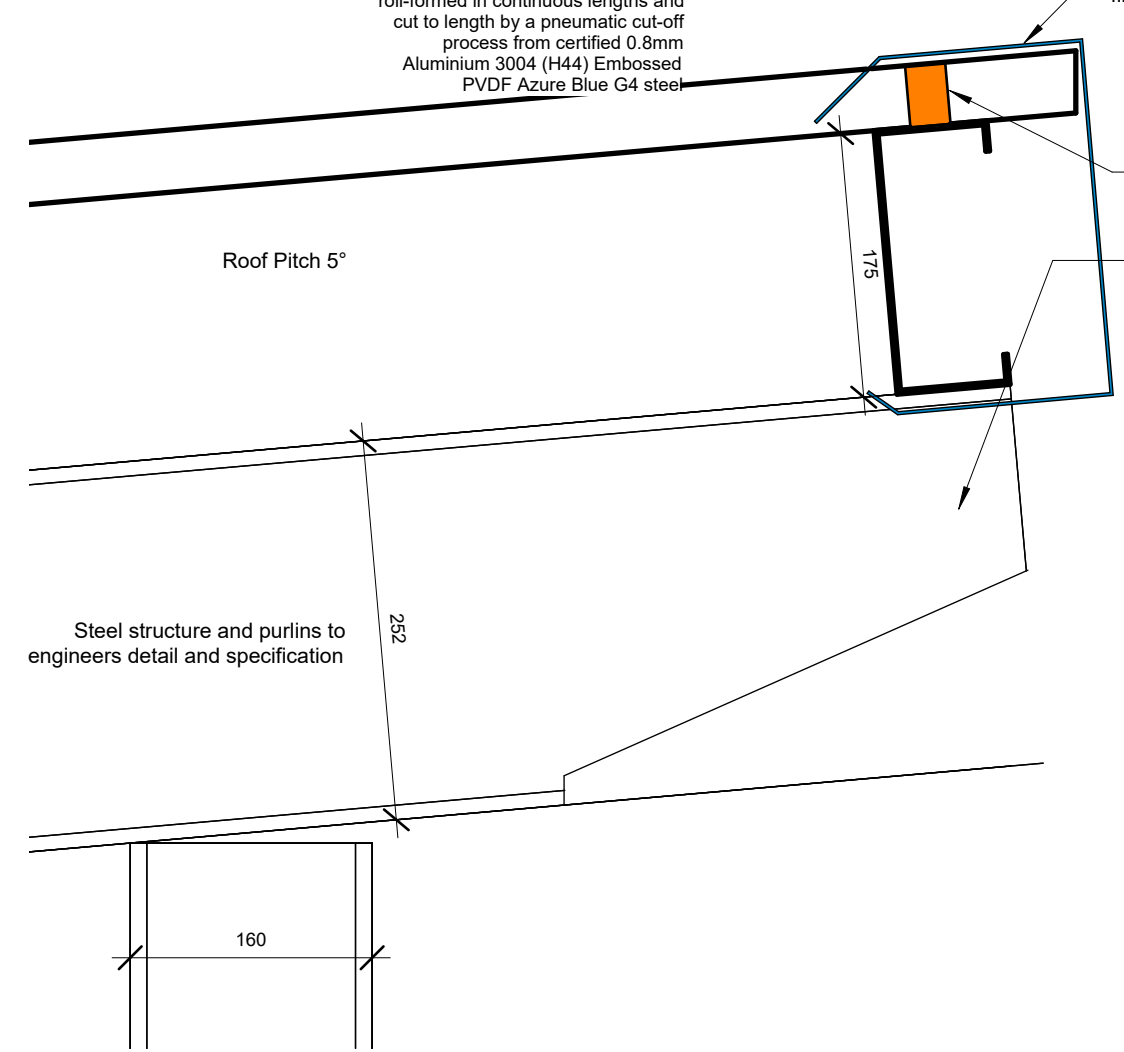 roll-formed in continuous lengths and
cut to length by a pneumatic cut-off
process from certified 0.8mm
Aluminium 3004 (H44) Embossed
PVDF Azure Blue G4 steel
Roof Pitch 5°
175
252
Steel structure and purlins to
engineers detail and specification
160